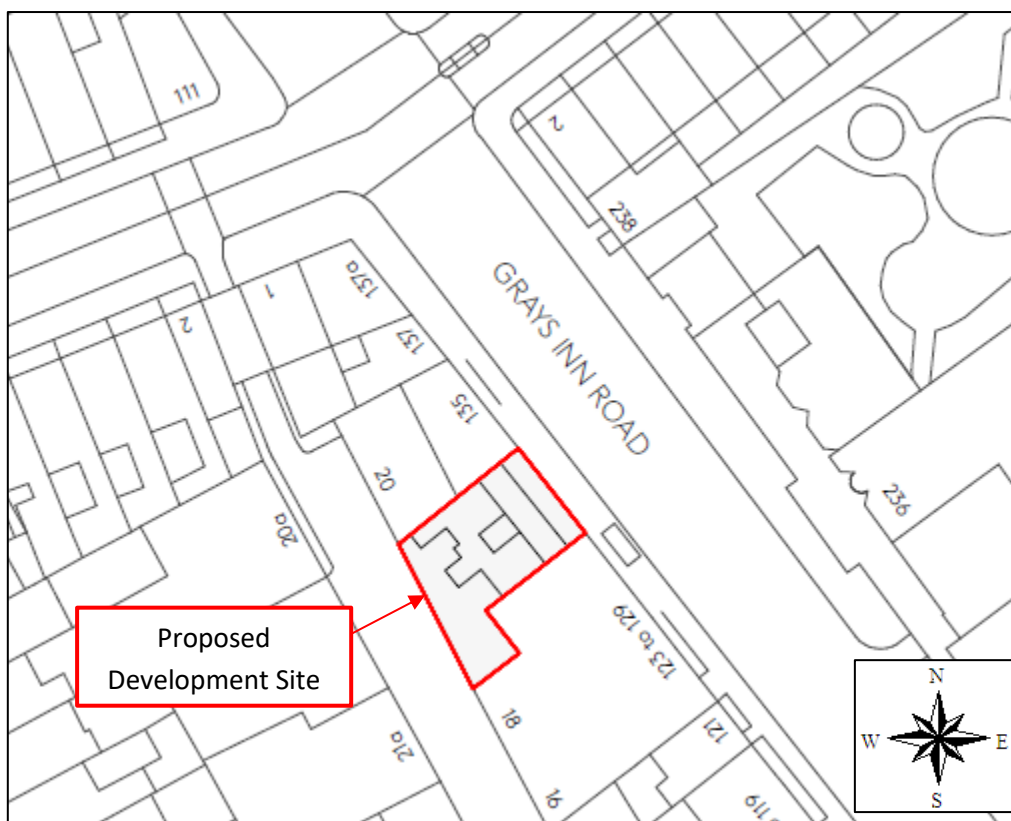 111
2
238
1
137a
2
137
GRAYS INN ROAD
135
20
236
20a
Proposed
Development Site
123 to 129
21a
18
121
16
to 119
N
W
E
S